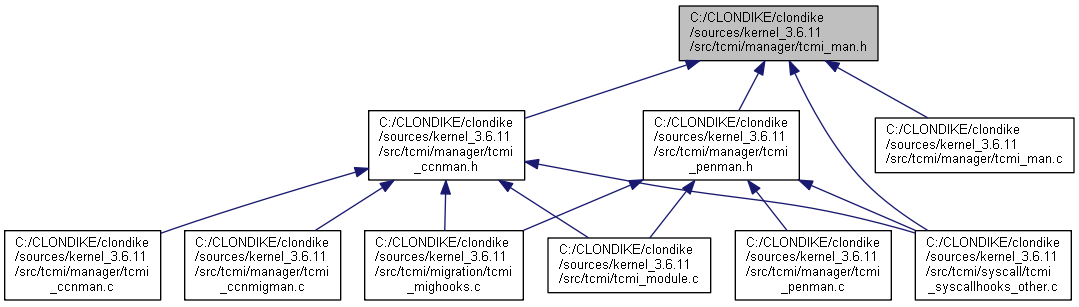 C:/CLONDIKE/clondike
/sources/kernel_3.6.11
/src/tcmi/manager/tcmi_man.h
C:/CLONDIKE/clondike
/sources/kernel_3.6.11
/src/tcmi/manager/tcmi
_ccnman.h
C:/CLONDIKE/clondike
/sources/kernel_3.6.11
/src/tcmi/manager/tcmi
_penman.h
C:/CLONDIKE/clondike
/sources/kernel_3.6.11
/src/tcmi/manager/tcmi_man.c
C:/CLONDIKE/clondike
/sources/kernel_3.6.11
/src/tcmi/manager/tcmi
_ccnman.c
C:/CLONDIKE/clondike
/sources/kernel_3.6.11
/src/tcmi/manager/tcmi
_ccnmigman.c
C:/CLONDIKE/clondike
/sources/kernel_3.6.11
/src/tcmi/migration/tcmi
_mighooks.c
C:/CLONDIKE/clondike
/sources/kernel_3.6.11
/src/tcmi/tcmi_module.c
C:/CLONDIKE/clondike
/sources/kernel_3.6.11
/src/tcmi/manager/tcmi
_penman.c
C:/CLONDIKE/clondike
/sources/kernel_3.6.11
/src/tcmi/syscall/tcmi
_syscallhooks_other.c